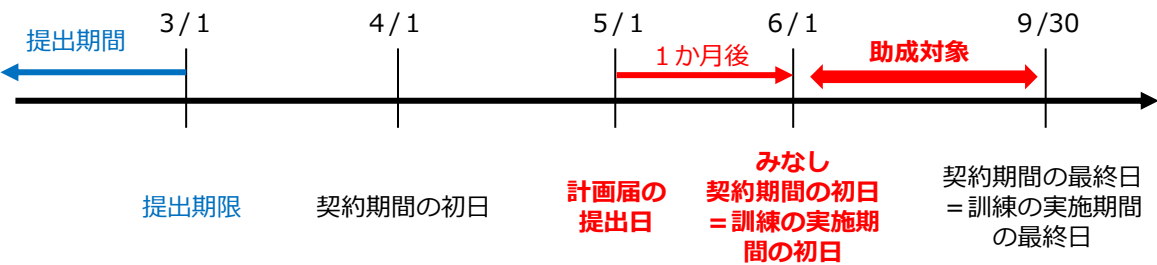 3/1
4/1
5/1
6/1
9/30
提出期間
１か月後
助成対象
提出期限
契約期間の初日
計画届の
提出日
みなし
契約期間の初日
＝訓練の実施期
間の初日
契約期間の最終日
＝訓練の実施期間
の最終日